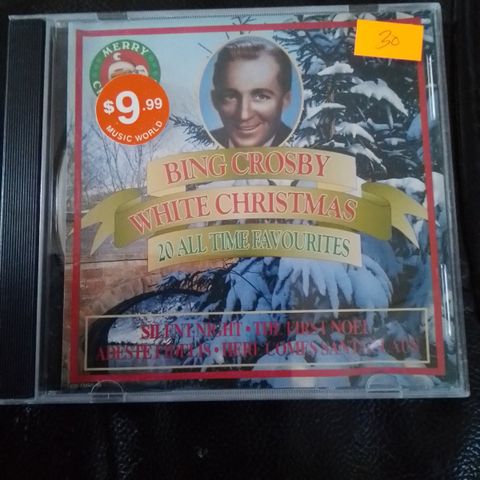 MERRY
30
$9.99
MUSIC WORLD
BING CROSBY
WHITE CHRISTMAS
20 ALL TIME FAVOURITES
SILENT NIGHT • THE FIRST NOEL
ADESTE FIDELIS • HERE COMES SANTA CLAUS